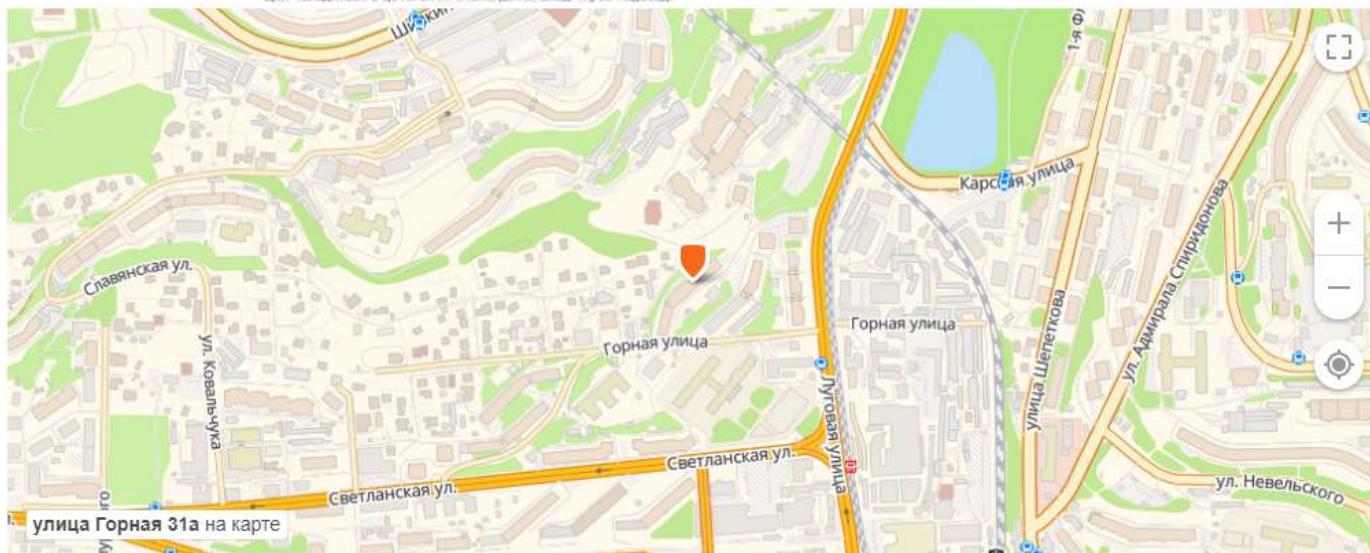 1-я Ф
Карская улица
Славянская ул.
ул. Ковальчука
Горная улица
Горная улица
Луговая улица
улица Шепеткова
ул. Адмирала Спиридонова
Светланская ул.
Светланская ул.
ул. Невельского
улица Горная 31а на карте